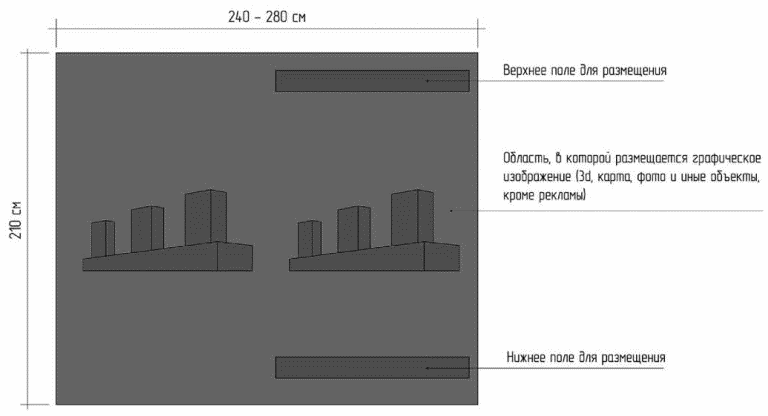 240 – 280 см
Верхнее поле для размещения
Область, в которой размещается графическое
изображение (3d, карта, фото и иные объекты,
кроме рекламы)
210 см
Нижнее поле для размещения